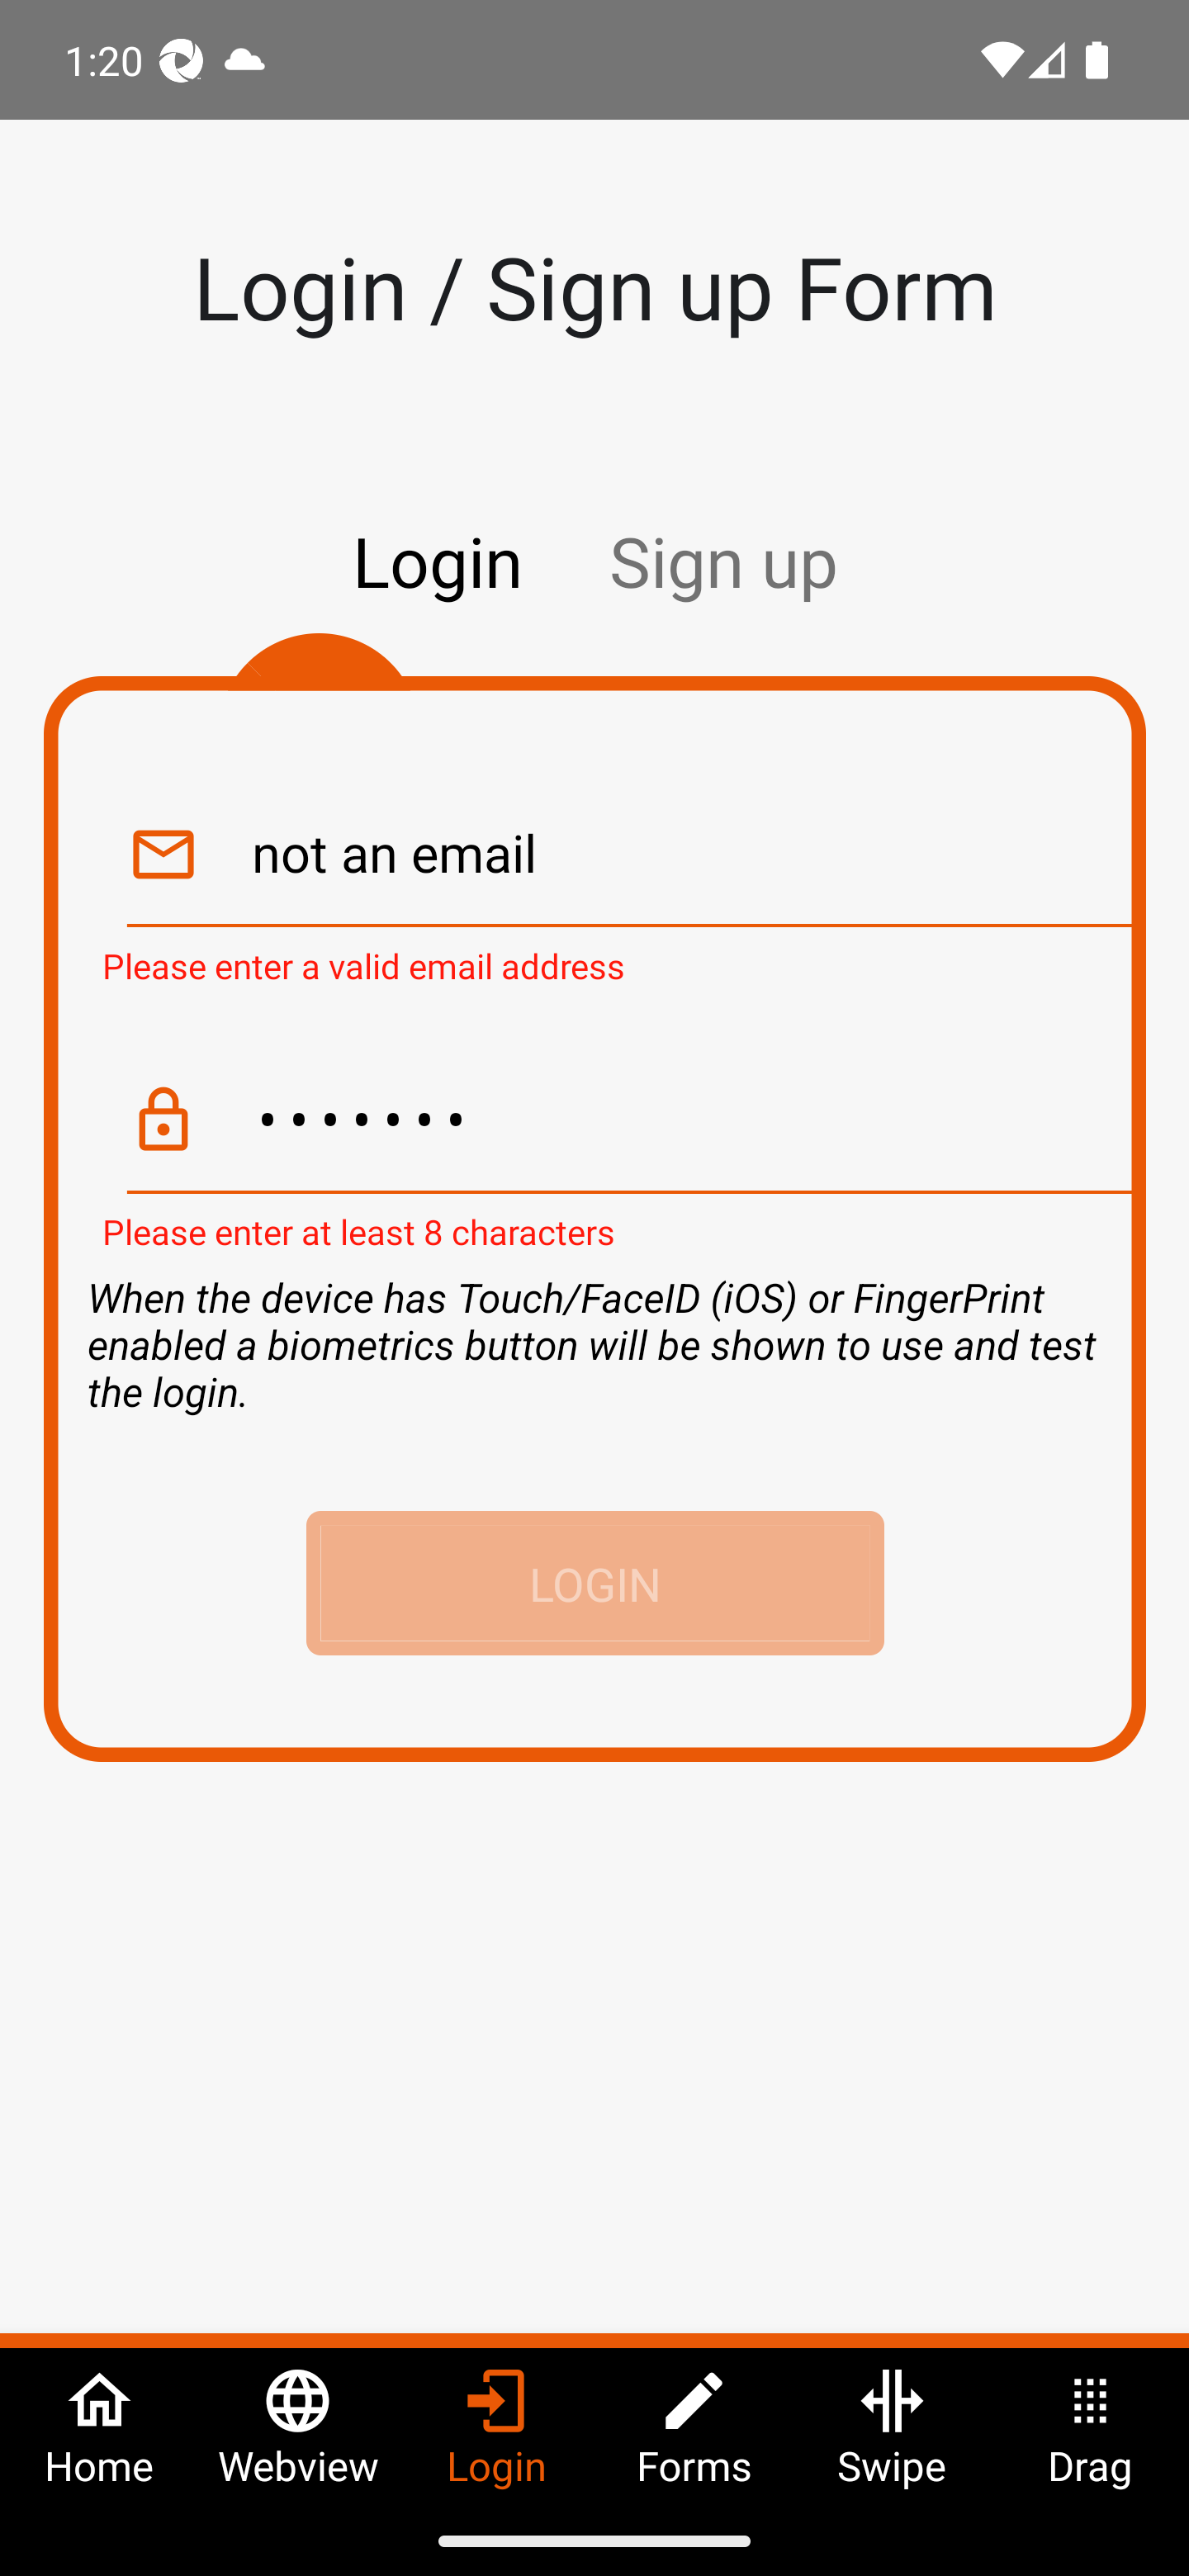 1:20
Login / Sign up Form
Login Sign up
not an email
Please enter a valid email address
•••••••
Please enter at least 8 characters
When the device has Touch/FaceID (iOS) or FingerPrint
enabled a biometrics button will be shown to use and test
the login.
LOGIN
Home Webview Login Forms Swipe Drag